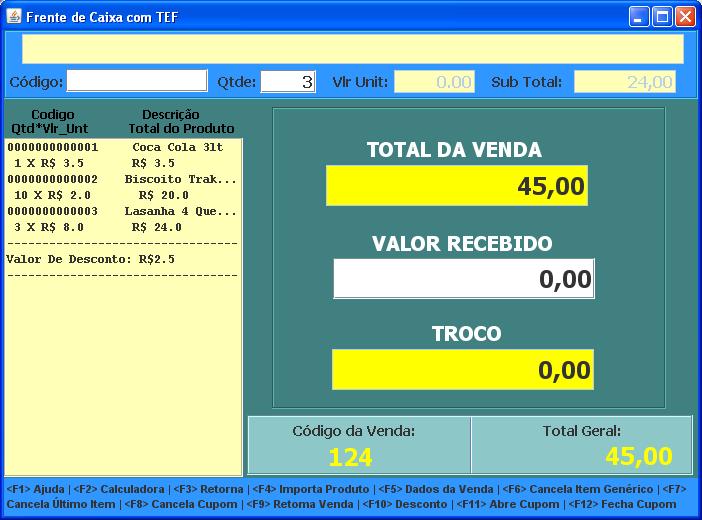 Frente de Caixa com TEF
Código: Qtde: 3 Vlr Unit: 0.00 Sub Total: 24,00
Codigo Descrição
Qtd*Vlr_Unt Total do Produto
0000000000001 Coca Cola 3lt
1 X R$ 3.5 R$ 3.5
0000000000002 Biscoito Trak...
10 X R$ 2.0 R$ 20.0
0000000000003 Lasanha 4 Que...
3 X R$ 8.0 R$ 24.0
--------------------------------
Valor De Desconto: R$2.5
--------------------------------
TOTAL DA VENDA
45,00
VALOR RECEBIDO
0,00
TROCO
0,00
Código da Venda: Total Geral:
124 45,00
<F1> Ajuda | <F2> Calculadora | <F3> Retorna | <F4> Importa Produto | <F5> Dados da Venda | <F6> Cancela Item Genérico | <F7>
Cancela Último Item | <F8> Cancela Cupom | <F9> Retoma Venda | <F10> Desconto | <F11> Abre Cupom | <F12> Fecha Cupom